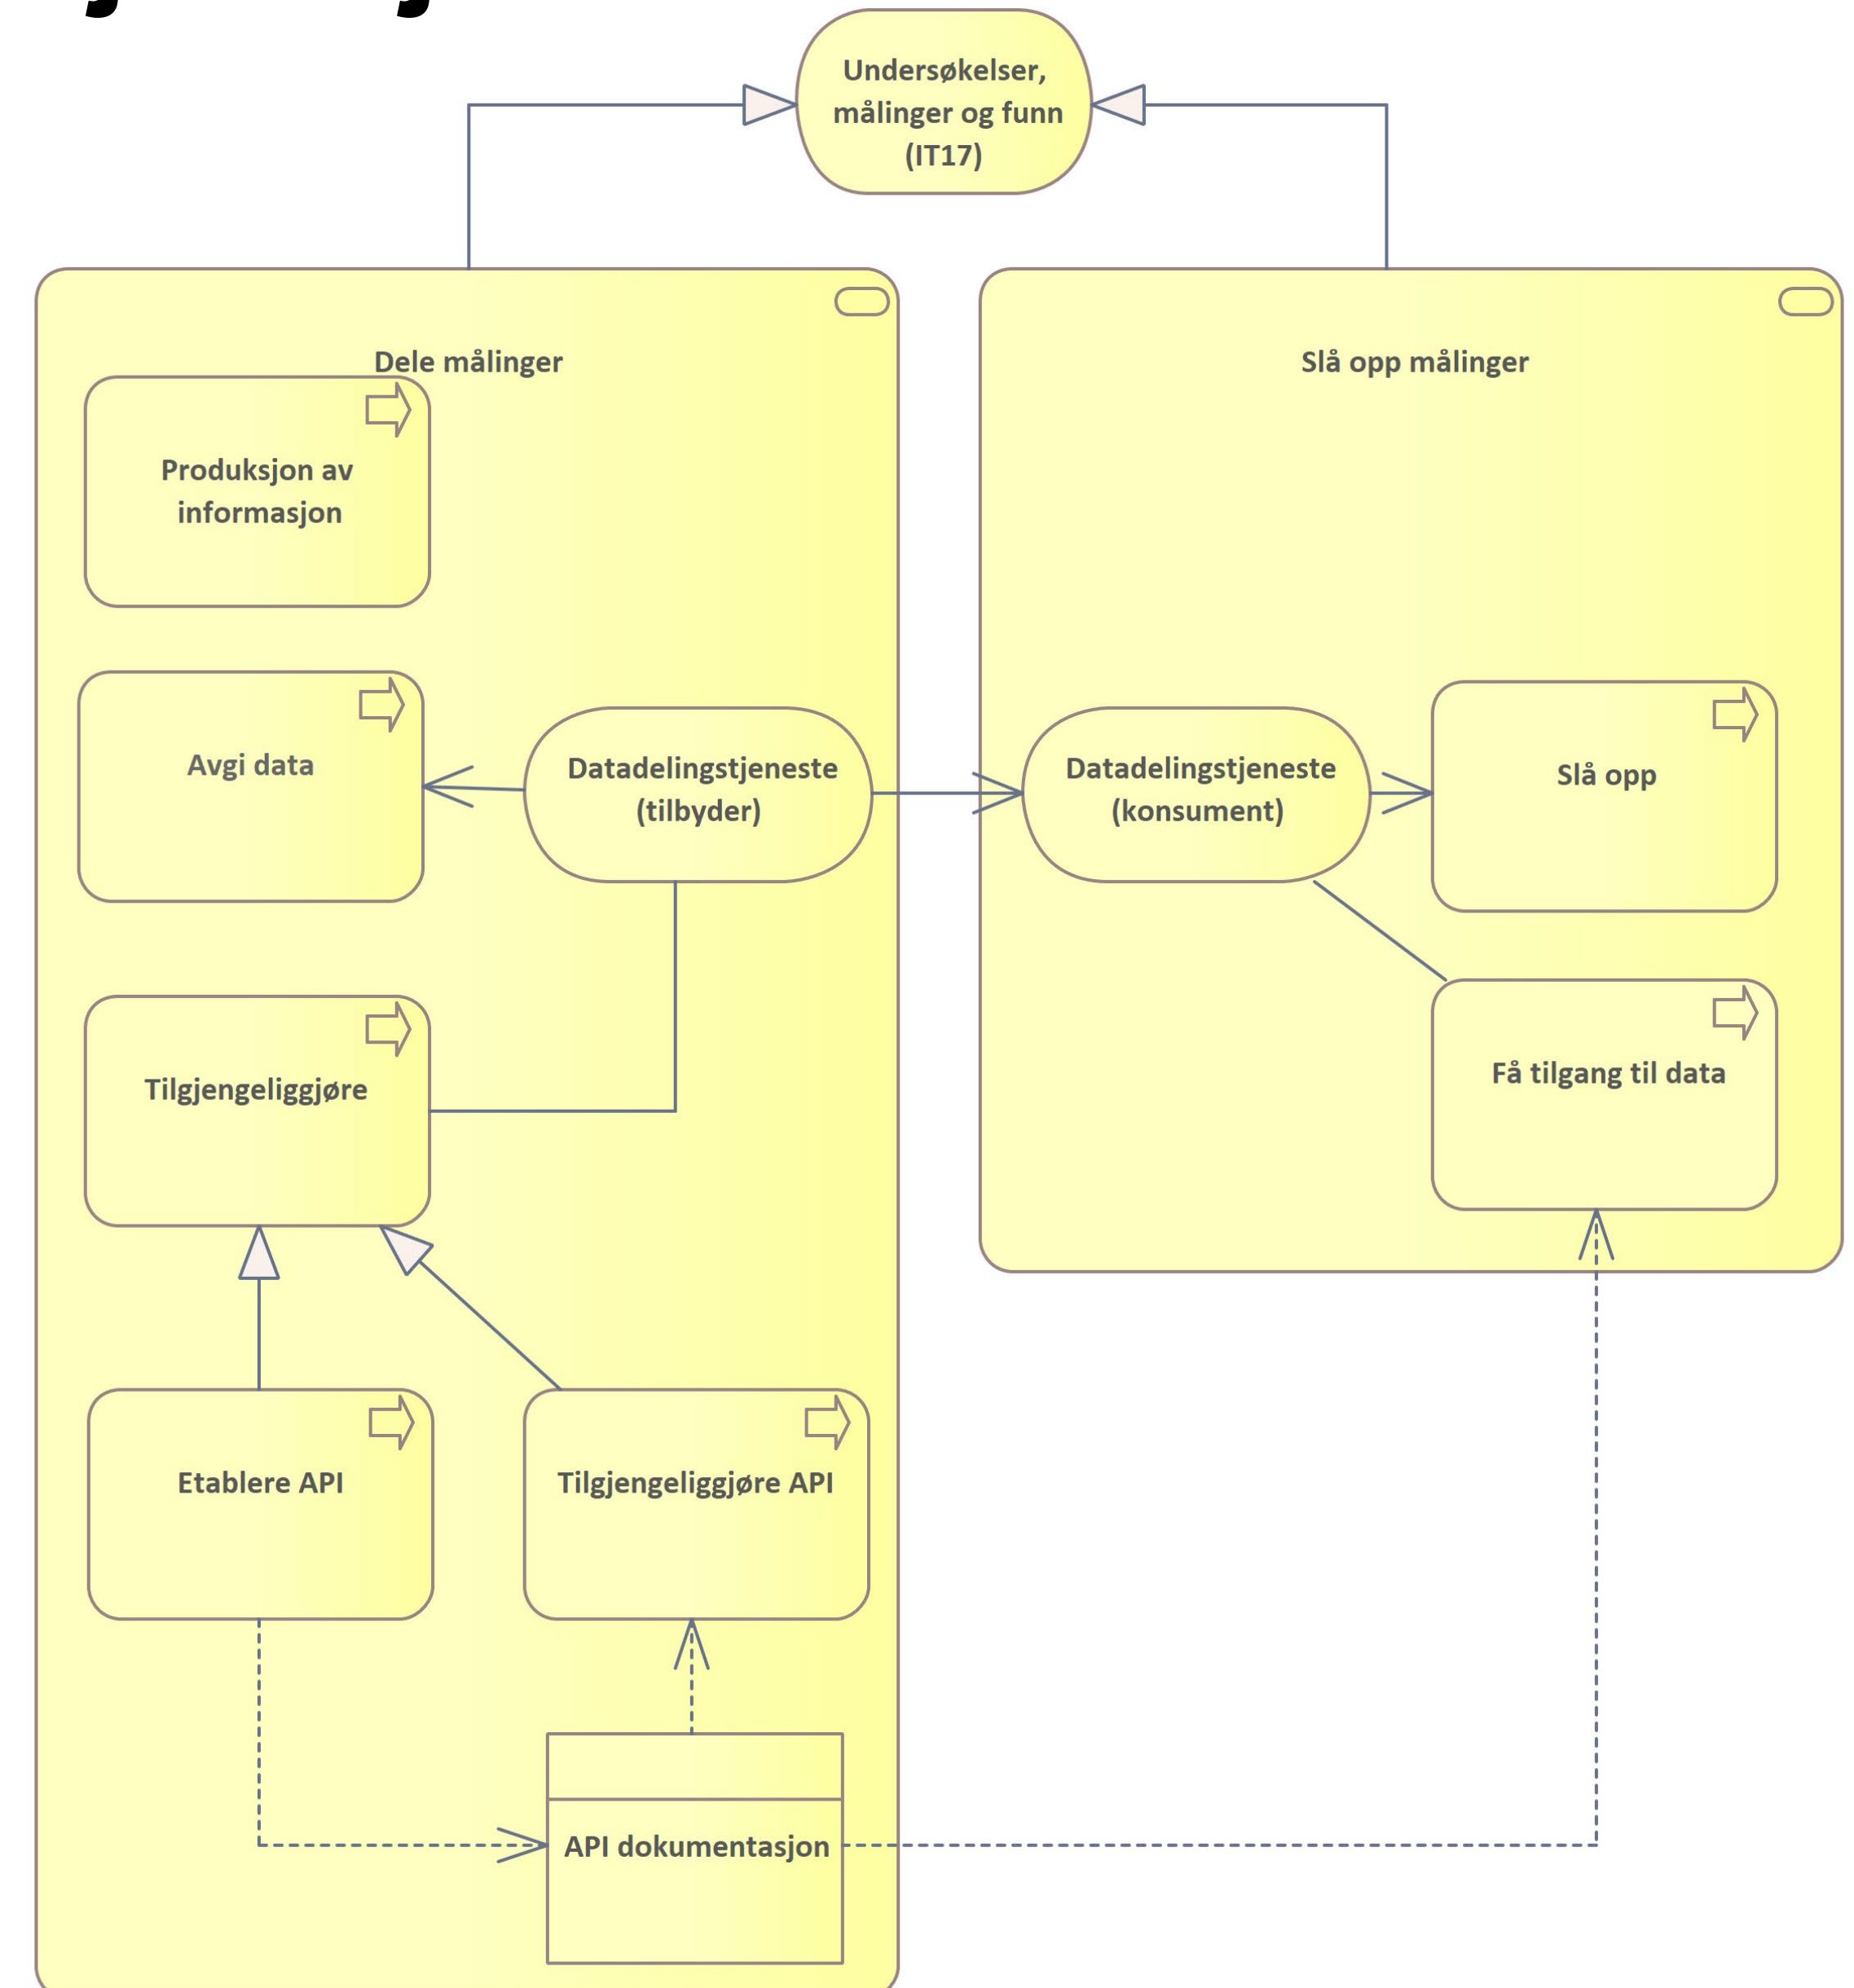 Undersøkelser,
målinger og funn
(IT17)
Dele målinger
Produksjon av
informasjon
Avgi data
Datadelingstjeneste
(tilbyder)
Tilgjengeliggjøre
Etablere API
Tilgjengeliggjøre API
API dokumentasjon
Slå opp målinger
Datadelingstjeneste
(konsument)
Slå opp
Få tilgang til data